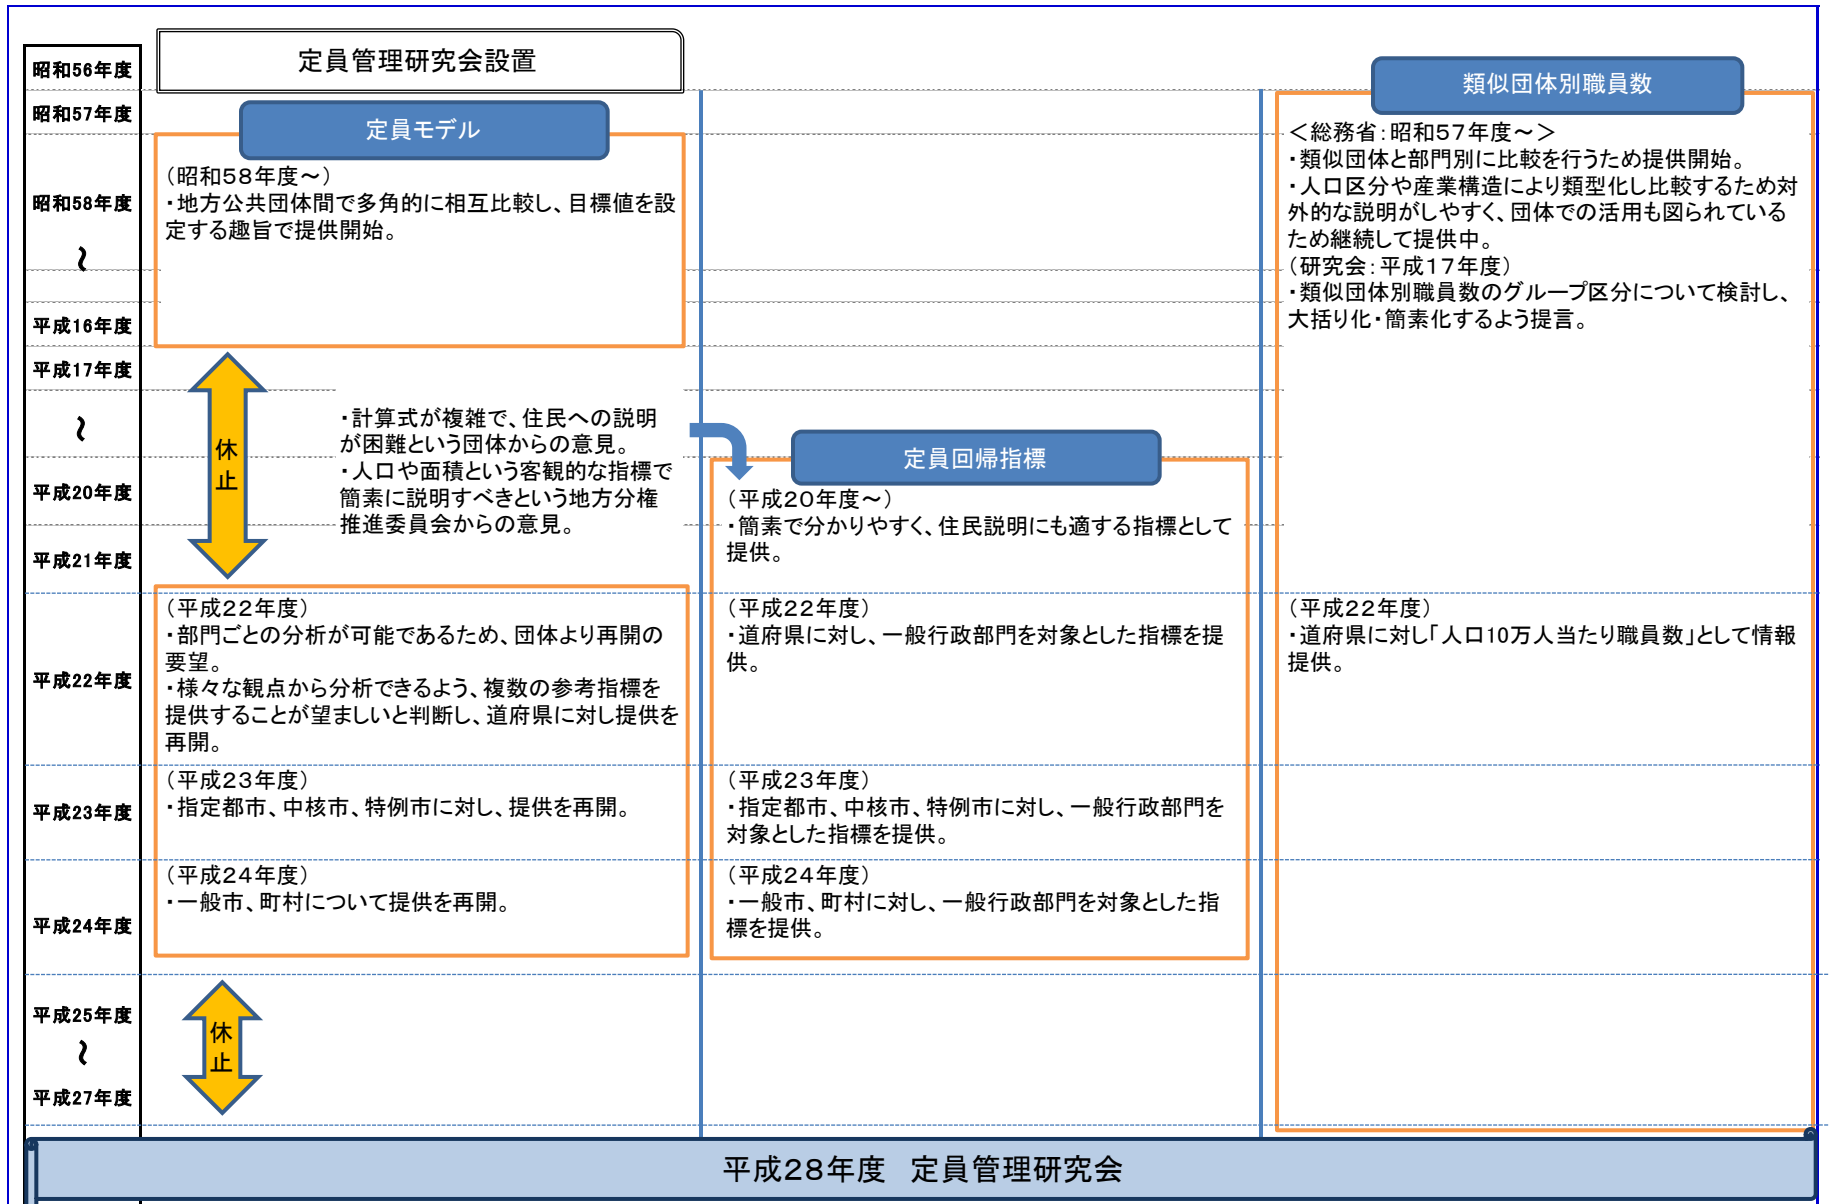 定員管理研究会設置
昭和56年度
昭和57年度
昭和58年度
～
平成16年度
平成17年度
～
平成20年度
平成21年度
平成22年度
平成23年度
平成24年度
平成25年度
～
平成27年度
定員モデル
（昭和５８年度～）
・地方公共団体間で多角的に相互比較し、目標値を設
定する趣旨で提供開始。
休
止
・計算式が複雑で、住民への説明
が困難という団体からの意見。
・人口や面積という客観的な指標で
簡素に説明すべきという地方分権
推進委員会からの意見。
（平成２２年度）
・部門ごとの分析が可能であるため、団体より再開の
要望。
・様々な観点から分析できるよう、複数の参考指標を
提供することが望ましいと判断し、道府県に対し提供を
再開。
（平成２３年度）
・指定都市、中核市、特例市に対し、提供を再開。
（平成２４年度）
・一般市、町村について提供を再開。
休
止
定員回帰指標
（平成２０年度～）
・簡素で分かりやすく、住民説明にも適する指標として
提供。
（平成２２年度）
・道府県に対し、一般行政部門を対象とした指標を提
供。
（平成２３年度）
・指定都市、中核市、特例市に対し、一般行政部門を
対象とした指標を提供。
（平成２４年度）
・一般市、町村に対し、一般行政部門を対象とした指
標を提供。
類似団体別職員数
＜総務省：昭和５７年度～＞
・類似団体と部門別に比較を行うため提供開始。
・人口区分や産業構造により類型化し比較するため対
外的な説明がしやすく、団体での活用も図られている
ため継続して提供中。
（研究会：平成１７年度）
・類似団体別職員数のグループ区分について検討し、
大括り化・簡素化するよう提言。
（平成２２年度）
・道府県に対し「人口10万人当たり職員数」として情報
提供。
平成２８年度　定員管理研究会